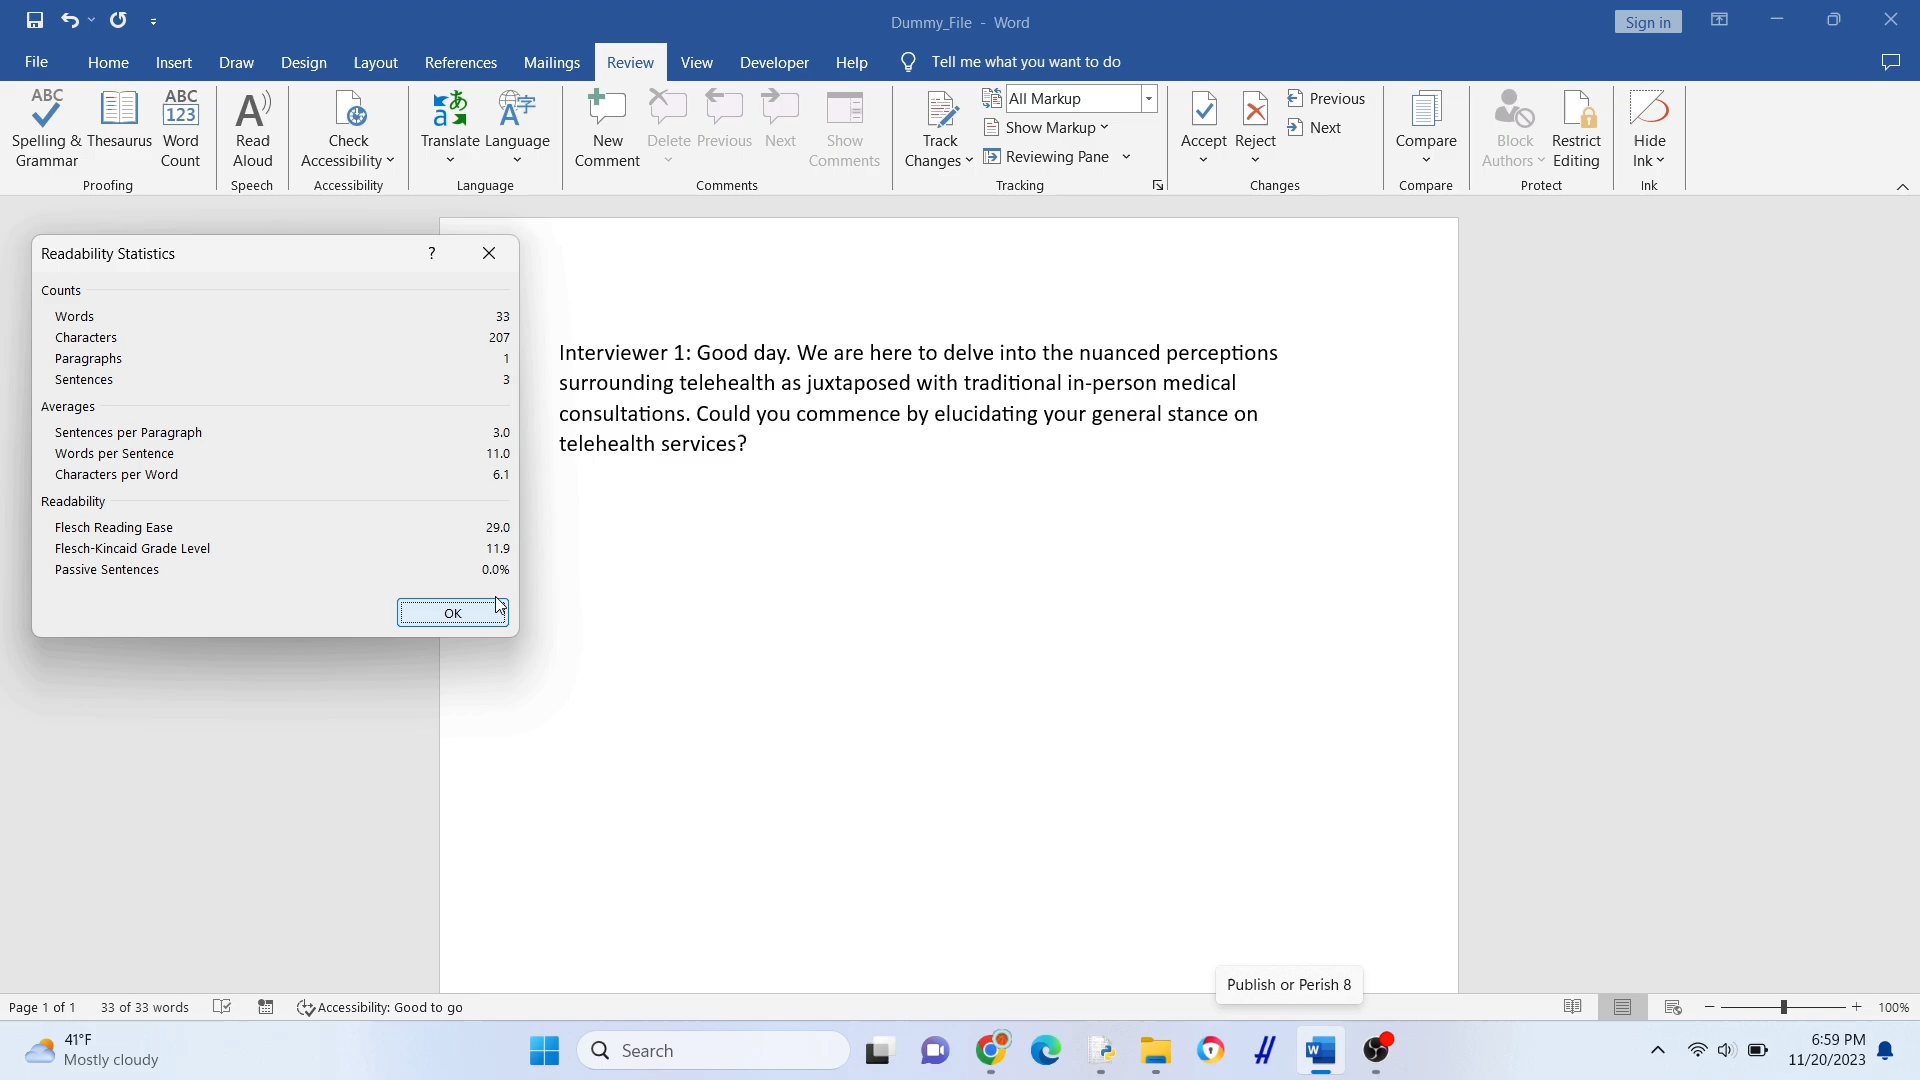 Dummy_File - Word
Sign in
File Home Insert Draw Design Layout References Mailings Review View Developer Help Tell me what you want to do
ABC
Spelling &
Grammar
Thesaurus
ABC
123
Word
Count
Proofing
A
Read
Aloud
Speech
Check
Accessibility
Accessibility
あ
a
Translate
A字
Language
Language
New
Comment
Delete
Previous
Next
Show
Comments
Comments
Track
Changes
All Markup
Show Markup
Reviewing Pane
Tracking
Accept
Reject
Previous
Next
Changes
Compare
Compare
Block
Authors
Restrict
Editing
Protect
Hide
Ink
Ink
Readability Statistics ?
Counts
Words 33
Characters 207
Paragraphs 1
Sentences 3
Averages
Sentences per Paragraph 3.0
Words per Sentence 11.0
Characters per Word 6.1
Readability
Flesch Reading Ease 29.0
Flesch-Kincaid Grade Level 11.9
Passive Sentences 0.0%
OK
Interviewer 1: Good day. We are here to delve into the nuanced perceptions
surrounding telehealth as juxtaposed with traditional in-person medical
consultations. Could you commence by elucidating your general stance on
telehealth services?
Publish or Perish 8
Page 1 of 1 33 of 33 words Accessibility: Good to go 100%
41°F
Mostly cloudy
Search
6:59 PM
11/20/2023